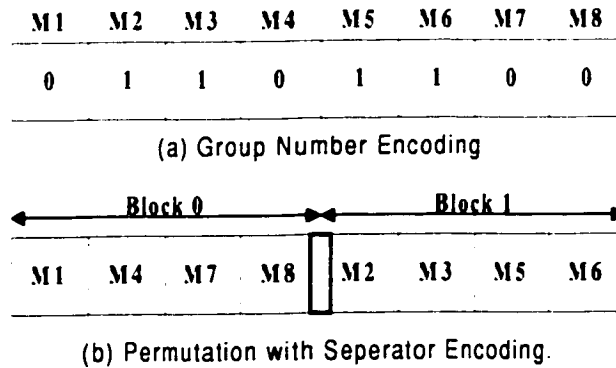 M1 M2 M3 M4 M5 M6 M7 M8
0 1 1 0 1 1 0 0
(a) Group Number Encoding
Block 0 Block 1
M1 M4 M7 M8 M2 M3 M5 M6
(b) Permutation with Seperator Encoding.